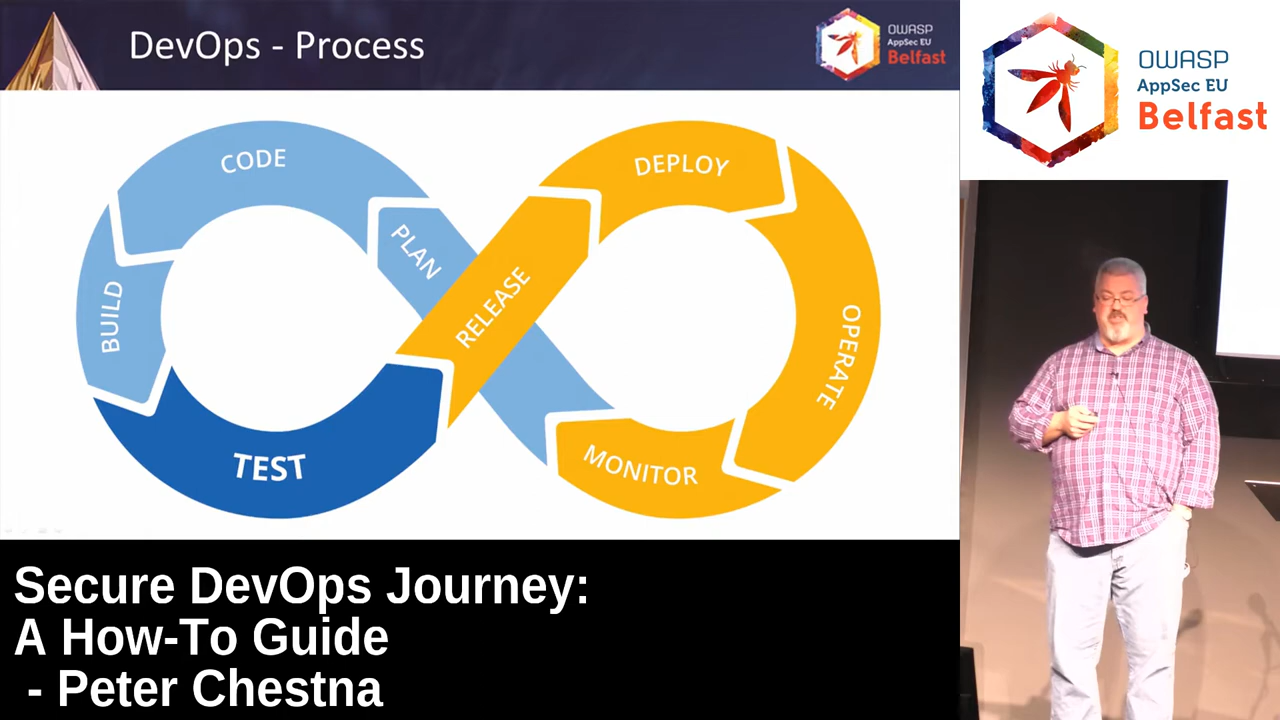 DevOps - Process
OWASP
AppSec EU
Belfast
CODE
PLAN
BUILD
TEST
RELEASE
DEPLOY
OPERATE
MONITOR
OWASP
AppSec EU
Belfast
Secure DevOps Journey:
A How-To Guide
- Peter Chestna